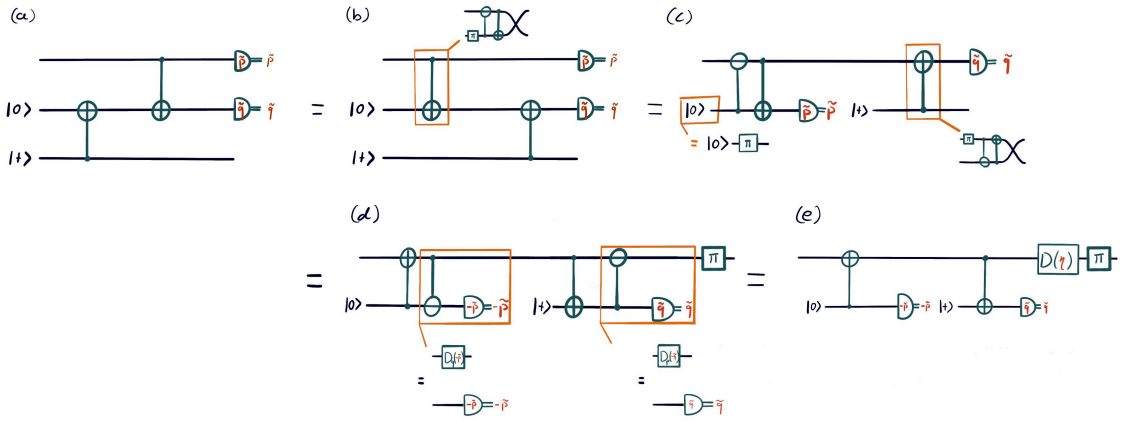 (a)
p̃ p̃
|0> q̃ q̃
|+>
=
(b)
π
p̃ p̃
|0> q̃ q̃
|+>
=
(c)
q̃ q̃
|0> p̃ p̃ |+>
= |0> π
π
=
(d)
π
|0> -p̃ -p̃ |+> q̃ q̃
=
-p̃ -p̃
=
q̃ q̃
=
(e)
D(η) π
|0> -p̃ -p̃ |+> q̃ q̃